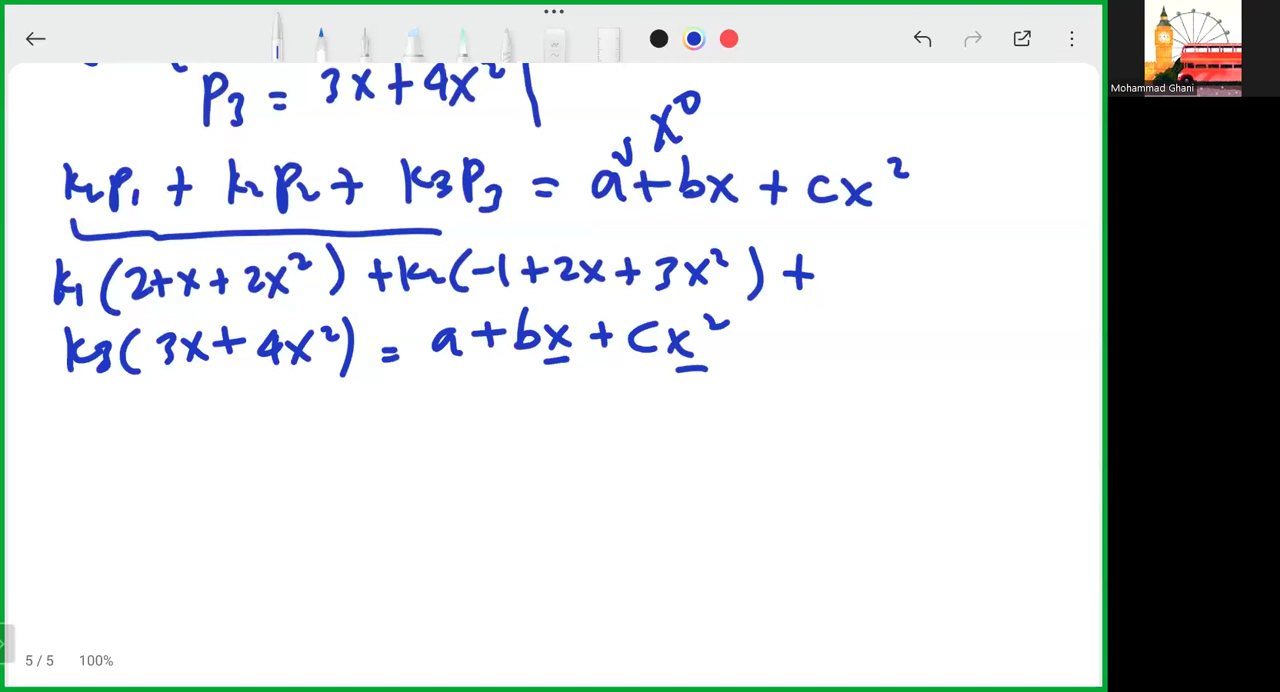 P3 = 3x + 4x²
x⁰
k1p1 + k2p2 + k3p3 = a + bx + cx²
k1(2+x+2x²) + k2(-1+2x+3x²) +
k3(3x+4x²) = a + bx + cx²
5 / 5 100%
Mohammad Ghani